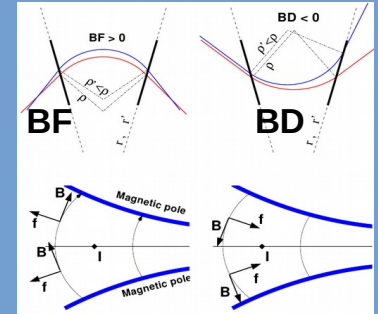 BF > 0
ρ'<ρ
ρ
BF
r, r'
BD < 0
ρ'<ρ
ρ
BD
r, r'
B
Magnetic pole
f
B
I
f
Magnetic pole
B
f
I
f
B